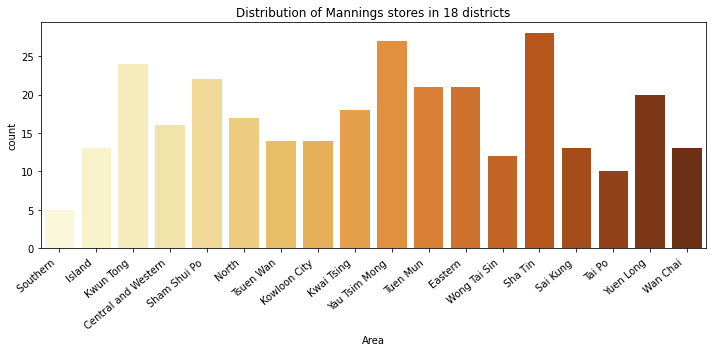 Distribution of Mannings stores in 18 districts
count
25
20
15
10
5
0
Southern
Island
Kwun Tong
Central and Western
Sham Shui Po
North
Tsuen Wan
Kowloon City
Kwai Tsing
Yau Tsim Mong
Tuen Mun
Eastern
Wong Tai Sin
Sha Tin
Sai Kung
Tai Po
Yuen Long
Wan Chai
Area